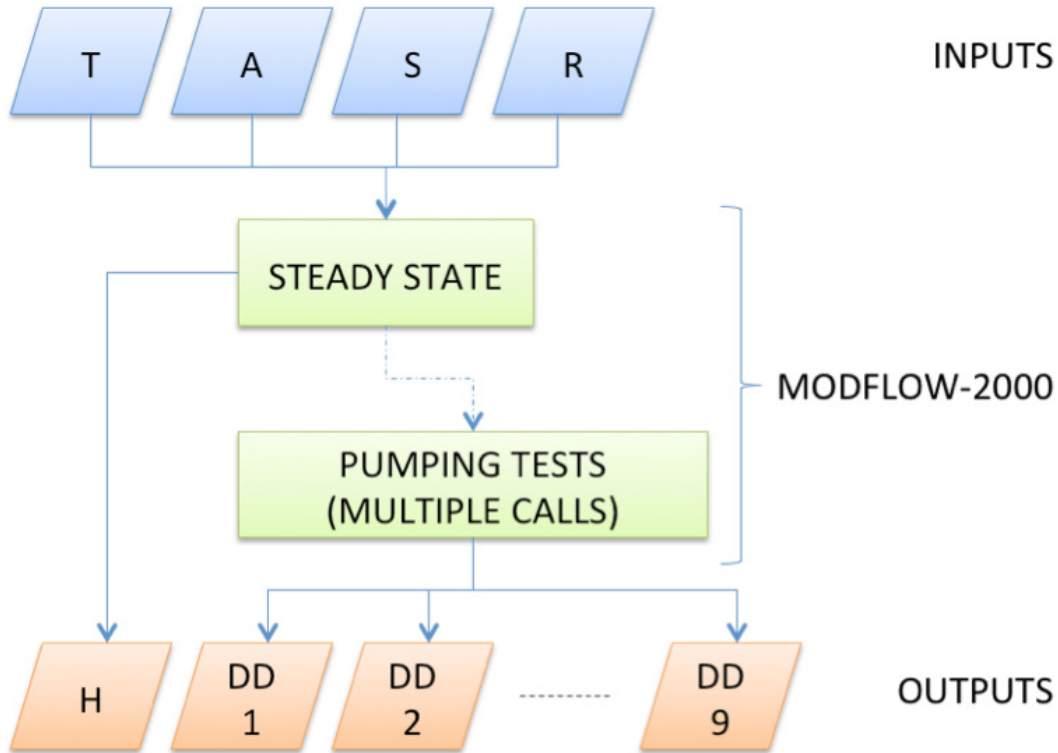 T
A
S
R
INPUTS
STEADY STATE
MODFLOW-2000
PUMPING TESTS
(MULTIPLE CALLS)
H
DD
1
DD
2
DD
9
OUTPUTS